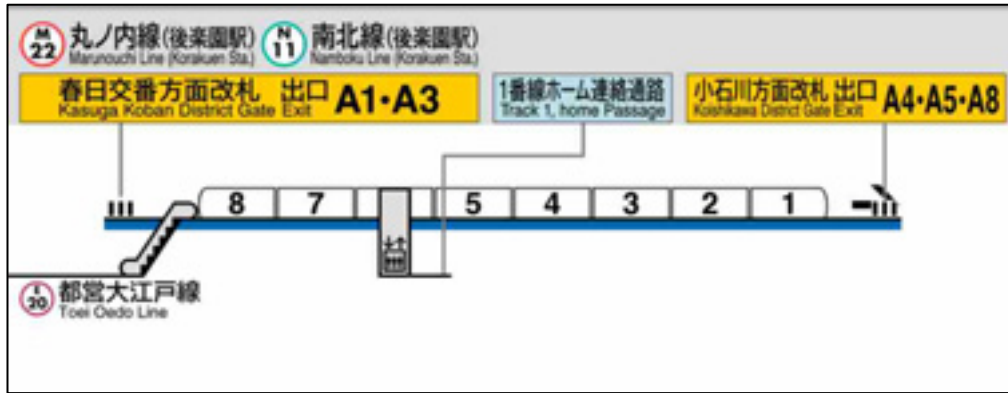 M 22 丸ノ内線(後楽園駅) N 11 南北線(後楽園駅)
Marunouchi Line (Korakuen Sta.) Namboku Line (Korakuen Sta.)
春日交番方面改札 出口 A1・A3
Kasuga Koban District Gate Exit
1番線ホーム連絡通路
Track 1, home Passage
小石川方面改札 出口 A4・A5・A8
Koishikawa District Gate Exit
8 7 5 4 3 2 1
E 20 都営大江戸線
Toei Oedo Line